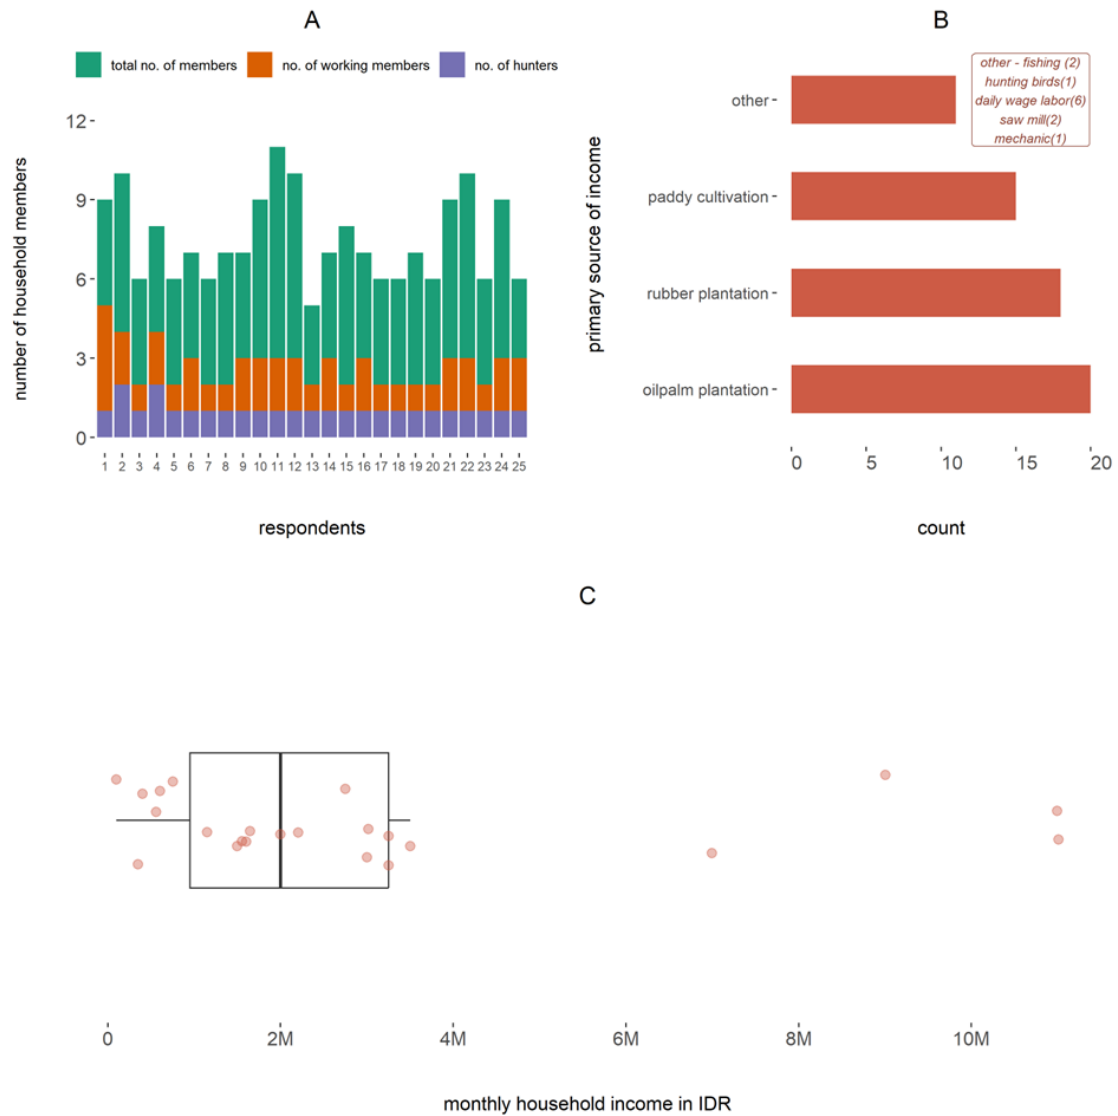 A
total no. of members no. of working members no. of hunters
number of household members
12
9
6
3
0
1 2 3 4 5 6 7 8 9 10 11 12 13 14 15 16 17 18 19 20 21 22 23 24 25
respondents
B
primary source of income
other
paddy cultivation
rubber plantation
oilpalm plantation
other - fishing (2)
hunting birds(1)
daily wage labor(6)
saw mill(2)
mechanic(1)
0 5 10 15 20
count
C
0 2M 4M 6M 8M 10M
monthly household income in IDR